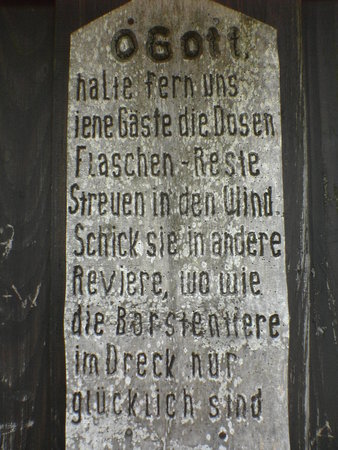 O Gott,
halte fern uns
jene Gäste die Dosen
Flaschen-Reste
Streuen in den Wind.
Schick sie in andere
Reviere, wo wie
die Borstentiere
im Dreck nur
glücklich sind